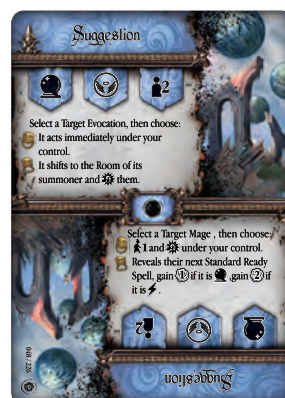 Suggestion
2
Select a Target Evocation, then choose:
It acts immediately under your
control.
It shifts to the Room of its
summoner and them.
Select a Target Mage , then choose:
1 and under your control.
Reveals their next Standard Ready
Spell, gain 1 if it is , gain 2 if
it is .
2
Suggestion
048 / 226